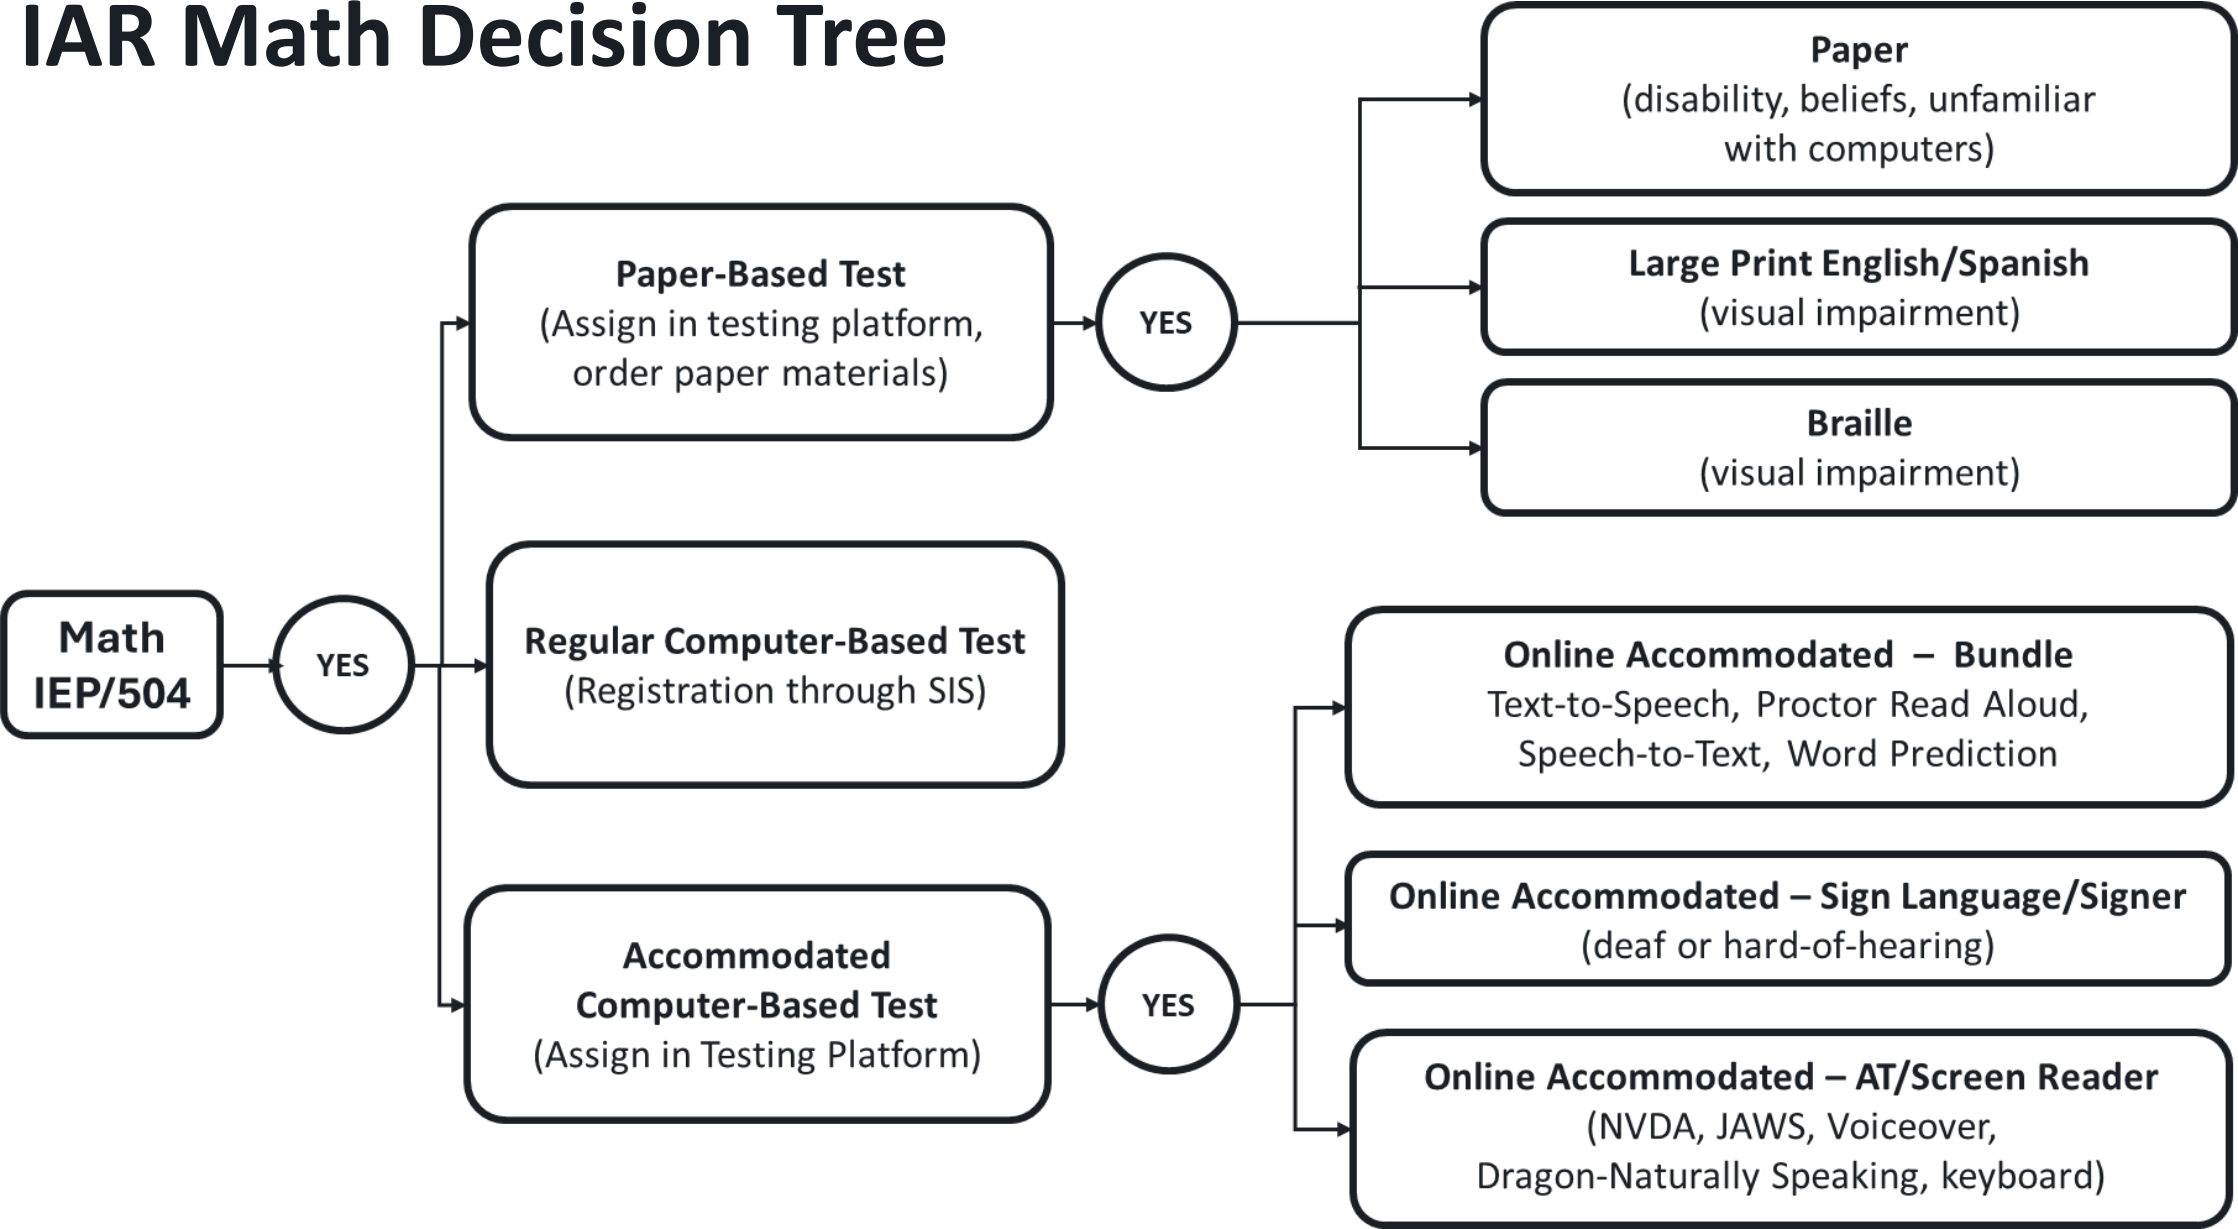 IAR Math Decision Tree
Math
IEP/504
YES
Paper-Based Test
(Assign in testing platform,
order paper materials)
YES
Paper
(disability, beliefs, unfamiliar
with computers)
Large Print English/Spanish
(visual impairment)
Braille
(visual impairment)
Regular Computer-Based Test
(Registration through SIS)
Accommodated
Computer-Based Test
(Assign in Testing Platform)
YES
Online Accommodated – Bundle
Text-to-Speech, Proctor Read Aloud,
Speech-to-Text, Word Prediction
Online Accommodated – Sign Language/Signer
(deaf or hard-of-hearing)
Online Accommodated – AT/Screen Reader
(NVDA, JAWS, Voiceover,
Dragon-Naturally Speaking, keyboard)